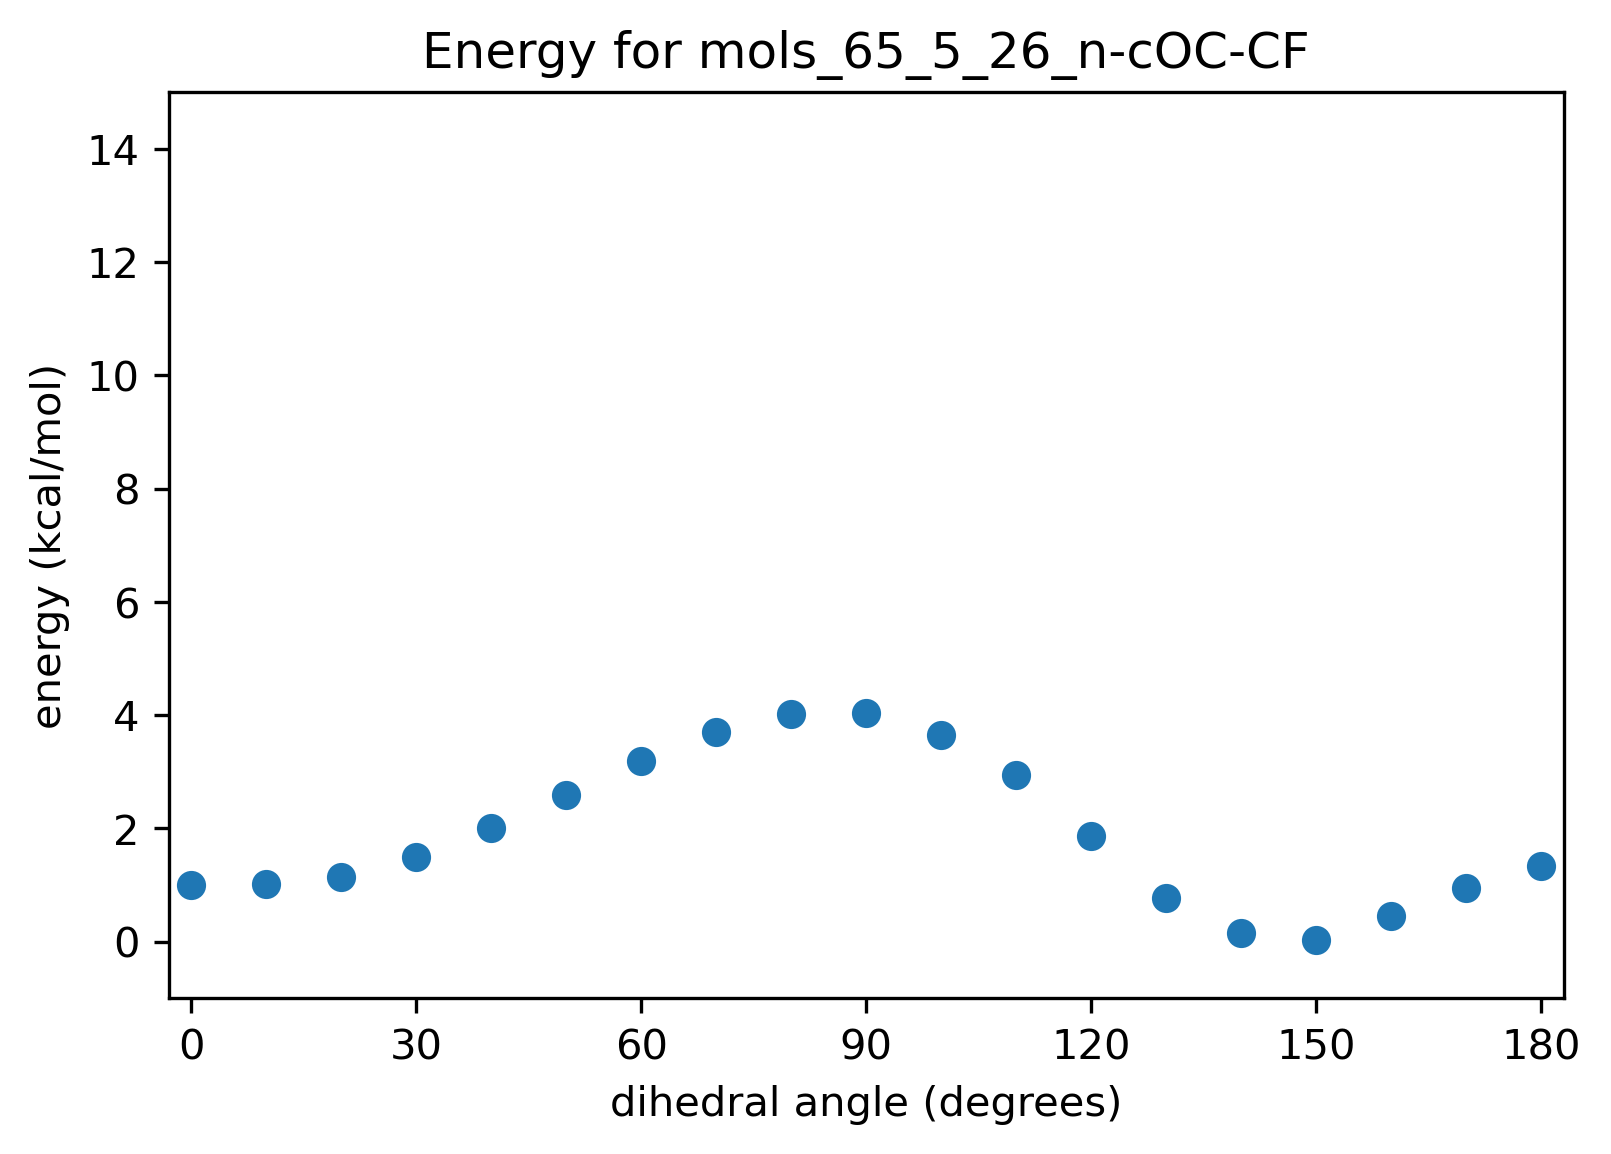 Energy for mols_65_5_26_n-cOC-CF
14
12
10
8
6
4
2
0
energy (kcal/mol)
0 30 60 90 120 150 180
dihedral angle (degrees)